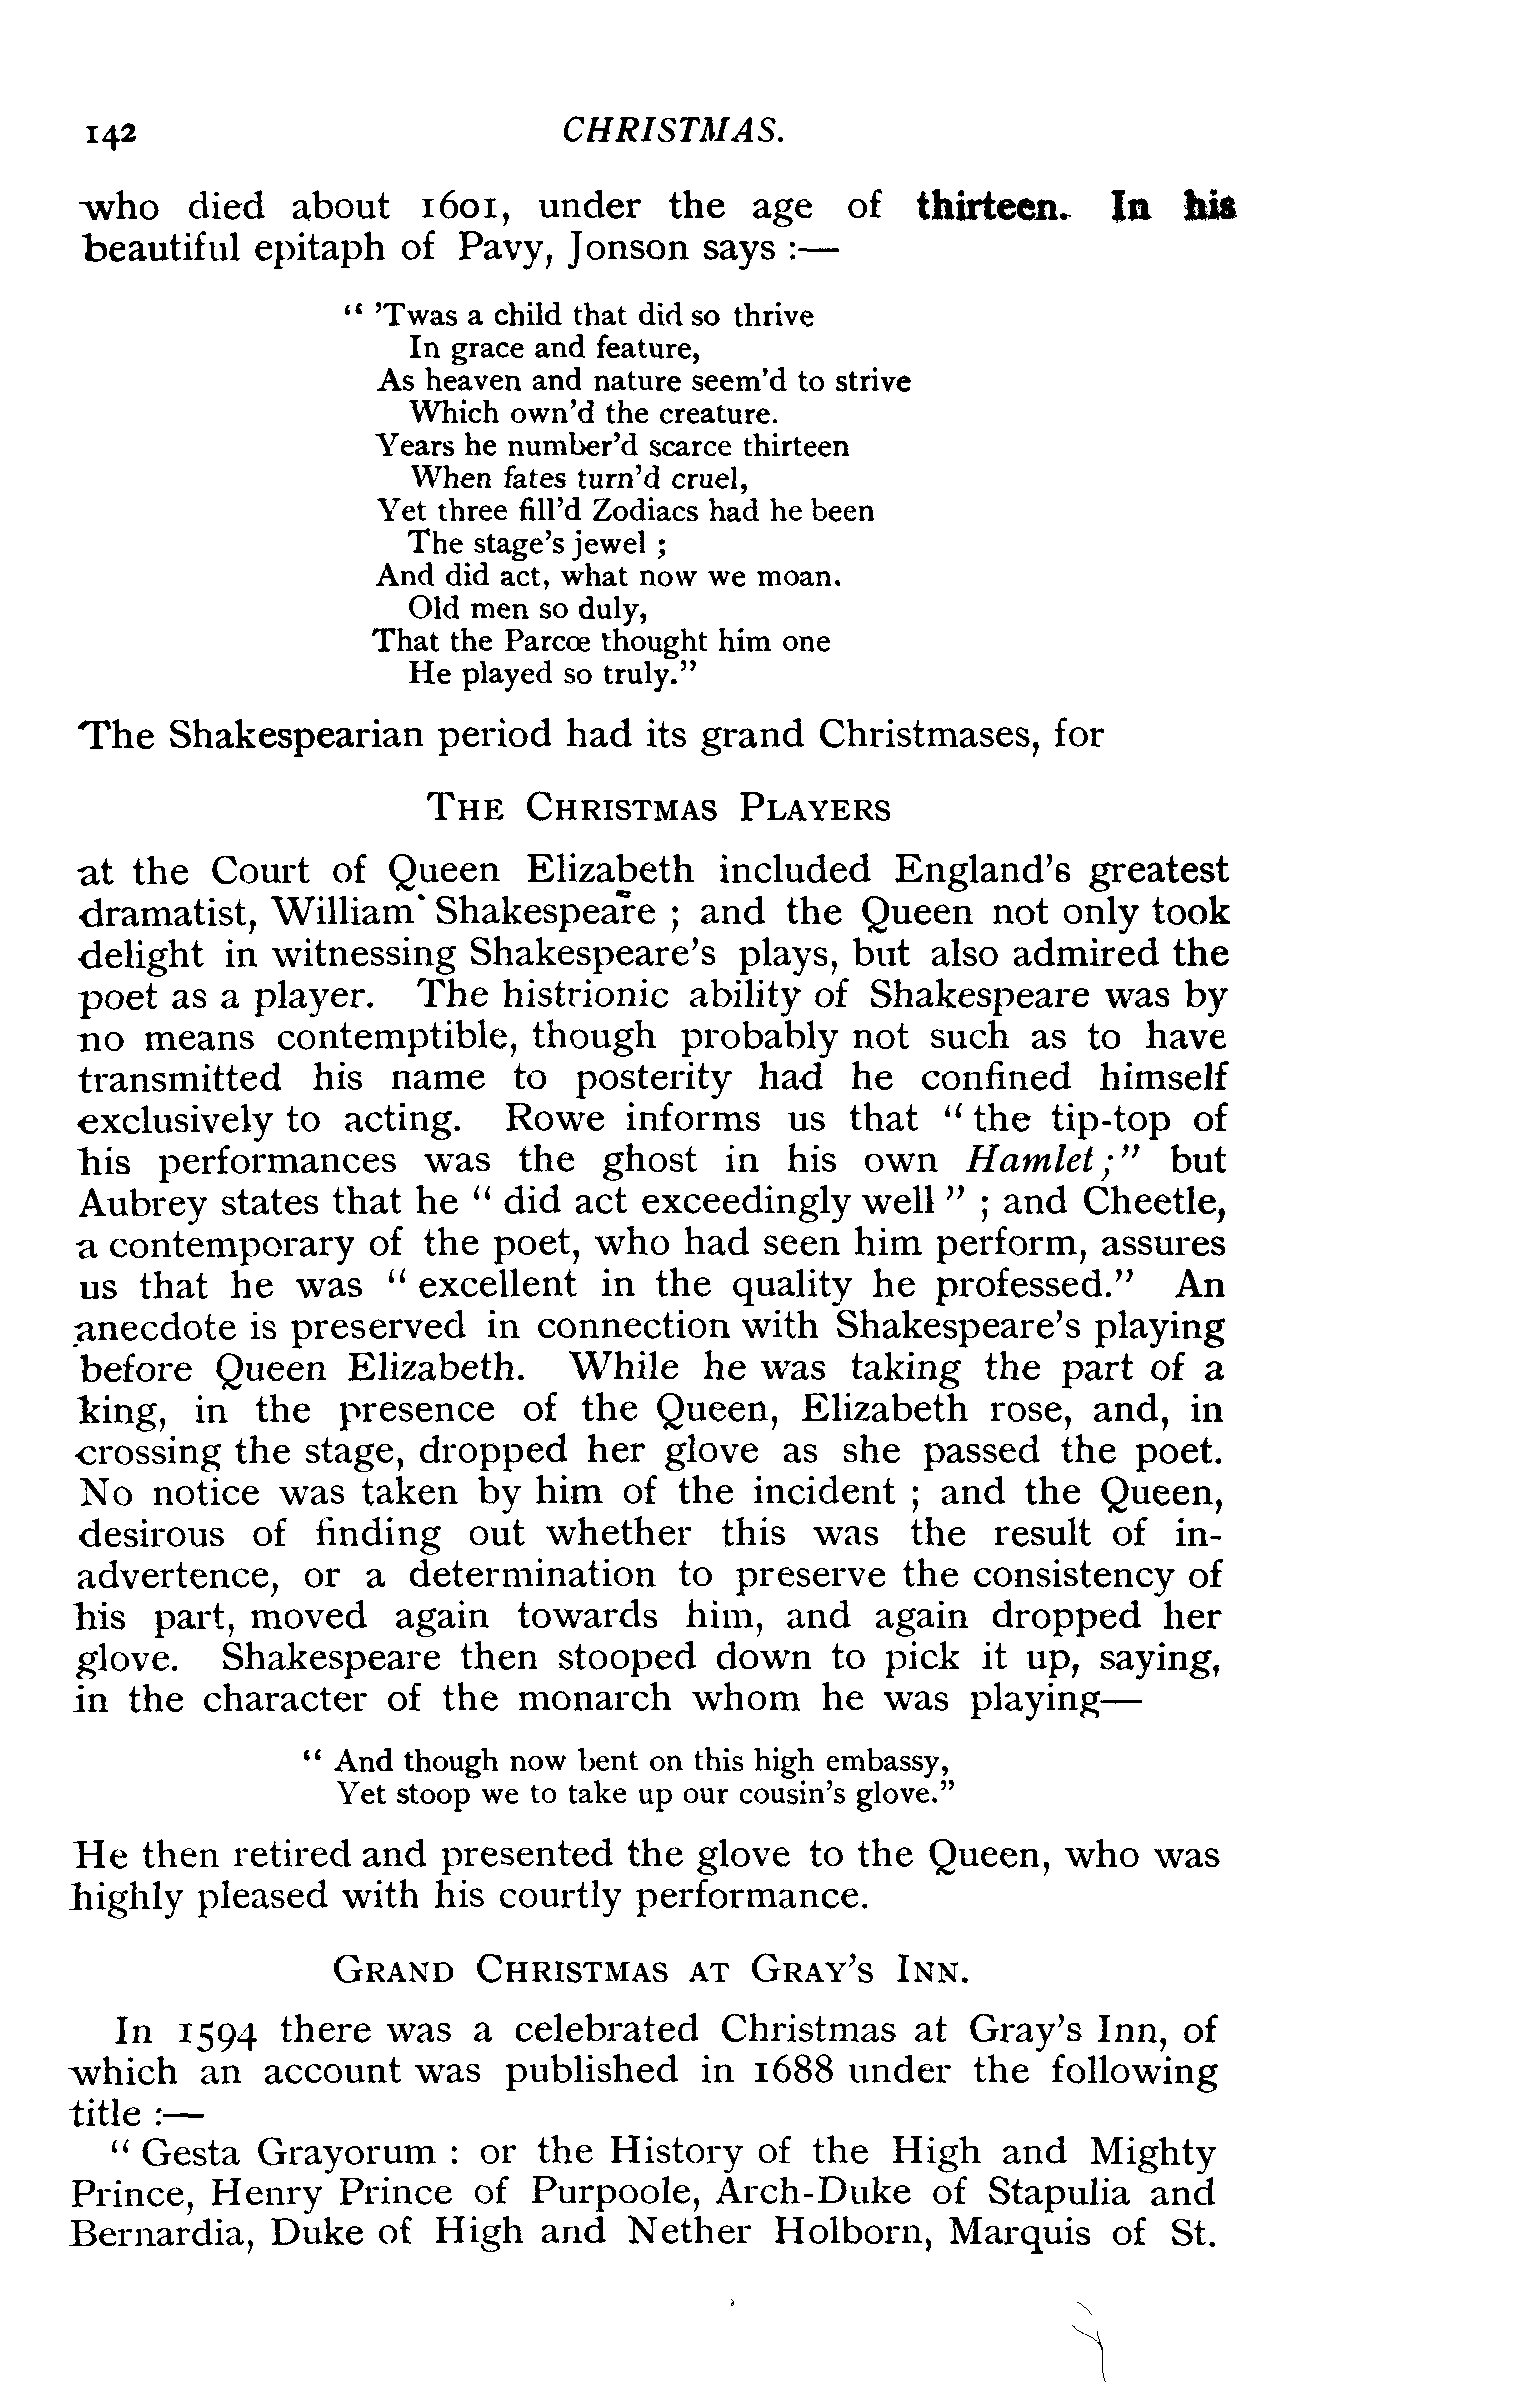 142 CHRISTMAS.
who died about 1601, under the age of thirteen. In his
beautiful epitaph of Pavy, Jonson says :—
“ ’Twas a child that did so thrive
In grace and feature,
As heaven and nature seem’d to strive
Which own’d the creature.
Years he number’d scarce thirteen
When fates turn’d cruel,
Yet three fill’d Zodiacs had he been
The stage’s jewel ;
And did act, what now we moan.
Old men so duly,
That the Parcœ thought him one
He played so truly.”
The Shakespearian period had its grand Christmases, for
THE CHRISTMAS PLAYERS
at the Court of Queen Elizabeth included England’s greatest
dramatist, William Shakespeare ; and the Queen not only took
delight in witnessing Shakespeare’s plays, but also admired the
poet as a player. The histrionic ability of Shakespeare was by
no means contemptible, though probably not such as to have
transmitted his name to posterity had he confined himself
exclusively to acting. Rowe informs us that “ the tip-top of
his performances was the ghost in his own Hamlet ;” but
Aubrey states that he “ did act exceedingly well ” ; and Cheetle,
a contemporary of the poet, who had seen him perform, assures
us that he was “ excellent in the quality he professed.” An
anecdote is preserved in connection with Shakespeare’s playing
before Queen Elizabeth. While he was taking the part of a
king, in the presence of the Queen, Elizabeth rose, and, in
crossing the stage, dropped her glove as she passed the poet.
No notice was taken by him of the incident ; and the Queen,
desirous of finding out whether this was the result of in-
advertence, or a determination to preserve the consistency of
his part, moved again towards him, and again dropped her
glove. Shakespeare then stooped down to pick it up, saying,
in the character of the monarch whom he was playing—
“ And though now bent on this high embassy,
Yet stoop we to take up our cousin’s glove.”
He then retired and presented the glove to the Queen, who was
highly pleased with his courtly performance.
GRAND CHRISTMAS AT GRAY’S INN.
In 1594 there was a celebrated Christmas at Gray’s Inn, of
which an account was published in 1688 under the following
title :—
“ Gesta Grayorum : or the History of the High and Mighty
Prince, Henry Prince of Purpoole, Arch-Duke of Stapulia and
Bernardia, Duke of High and Nether Holborn, Marquis of St.